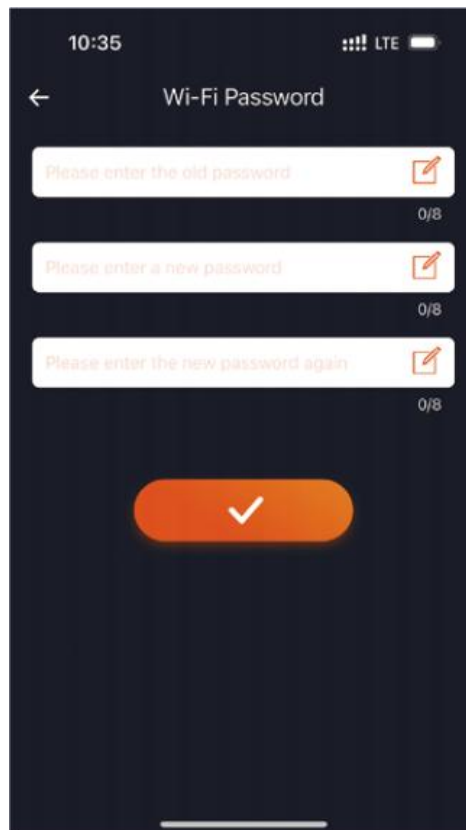 10:35 LTE
Wi-Fi Password
Please enter the old password
0/8
Please enter a new password
0/8
Please enter the new password again
0/8